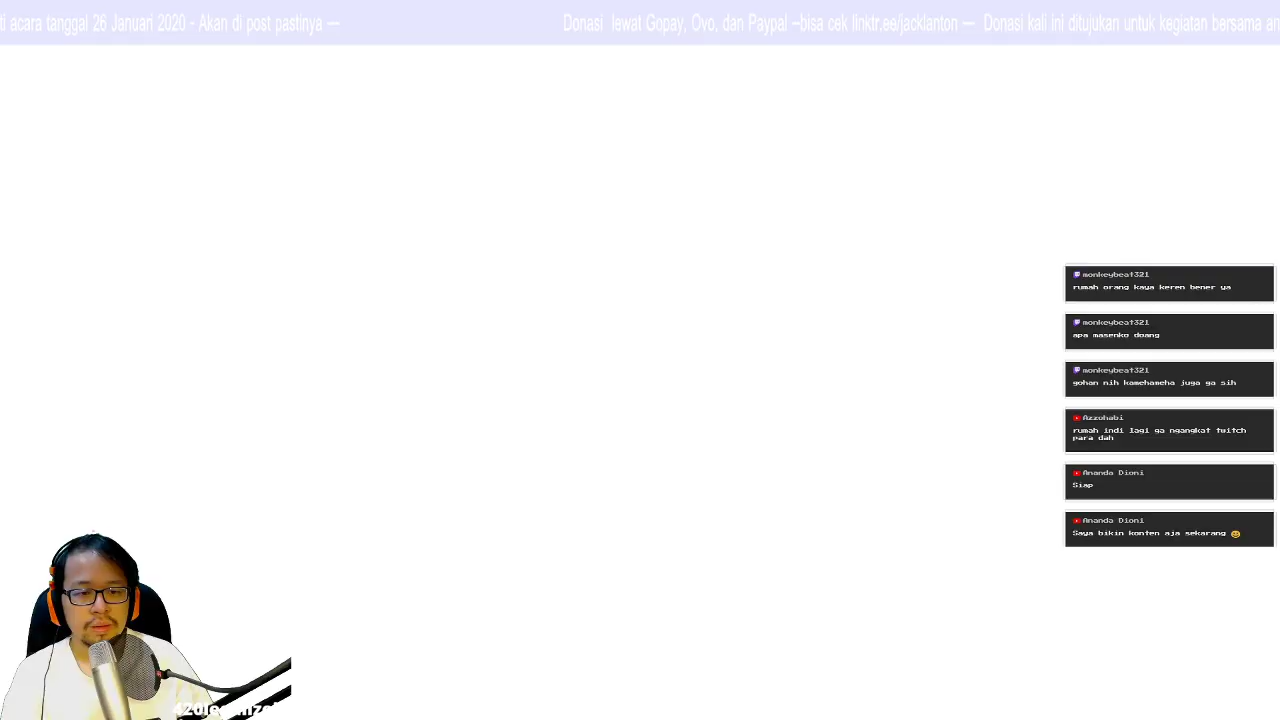 ti acara tanggal 26 Januari 2020 - Akan di post pastinya —
Donasi lewat Gopay, Ovo, dan Paypal –bisa cek linktr.ee/jacklanton — Donasi kali ini ditujukan untuk kegiatan bersama an
monkeybeat321
rumah orang kaya keren bener ya
monkeybeat321
apa masenko doang
monkeybeat321
gohan nih kamehameha juga ga sih
Azzohabi
rumah indi lagi ga ngangkat twitch
para dah
Ananda Dioni
Siap
Ananda Dioni
Saya bikin konten aja sekarang